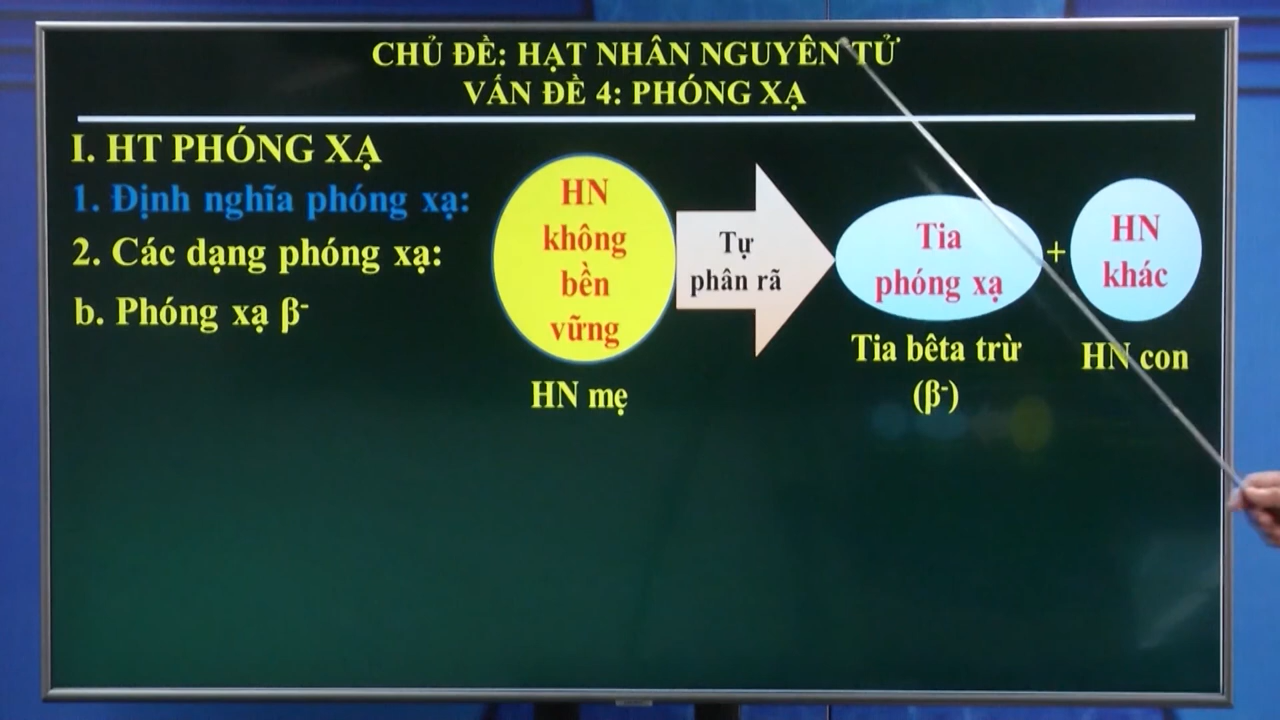 CHỦ ĐỀ: HẠT NHÂN NGUYÊN TỬ
VẤN ĐỀ 4: PHÓNG XẠ
I. HT PHÓNG XẠ
1. Định nghĩa phóng xạ:
2. Các dạng phóng xạ:
b. Phóng xạ β-
HN
không
bền
vững
HN mẹ
Tự
phân rã
Tia
phóng xạ
Tia bêta trừ
(β-)
+
HN
khác
HN con